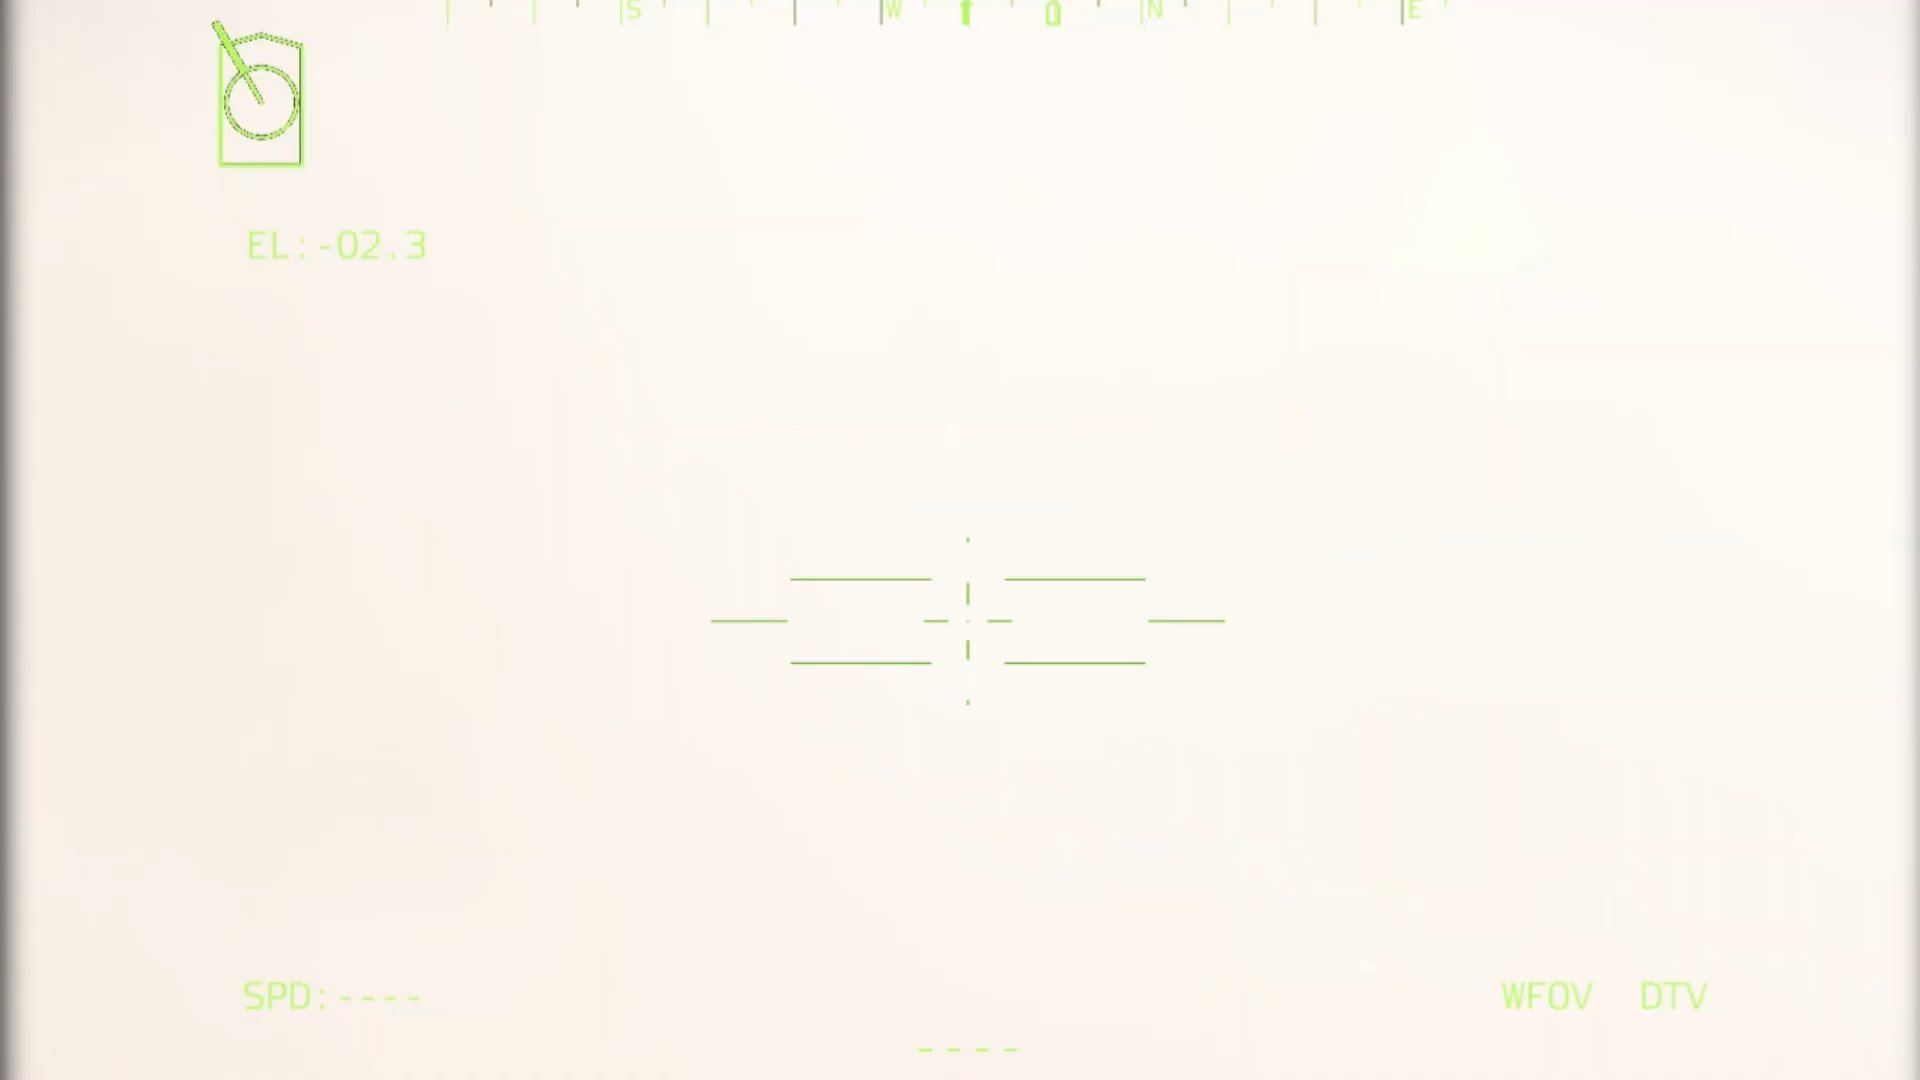 S W N E
EL:-02.3
SPD:----
WFOV DTV
----